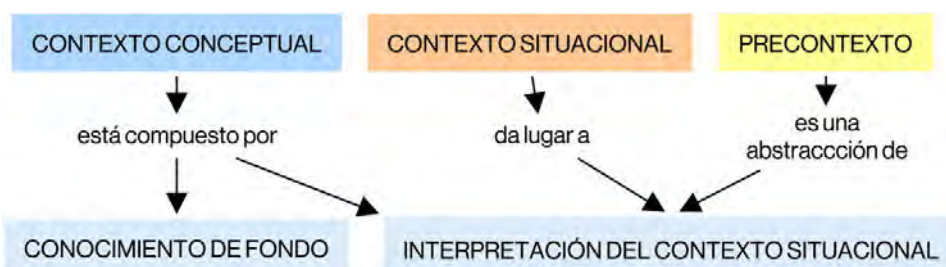 CONTEXTO CONCEPTUAL
CONTEXTO SITUACIONAL
PRECONTEXTO
está compuesto por
da lugar a
es una
abstraccción de
CONOCIMIENTO DE FONDO
INTERPRETACIÓN DEL CONTEXTO SITUACIONAL